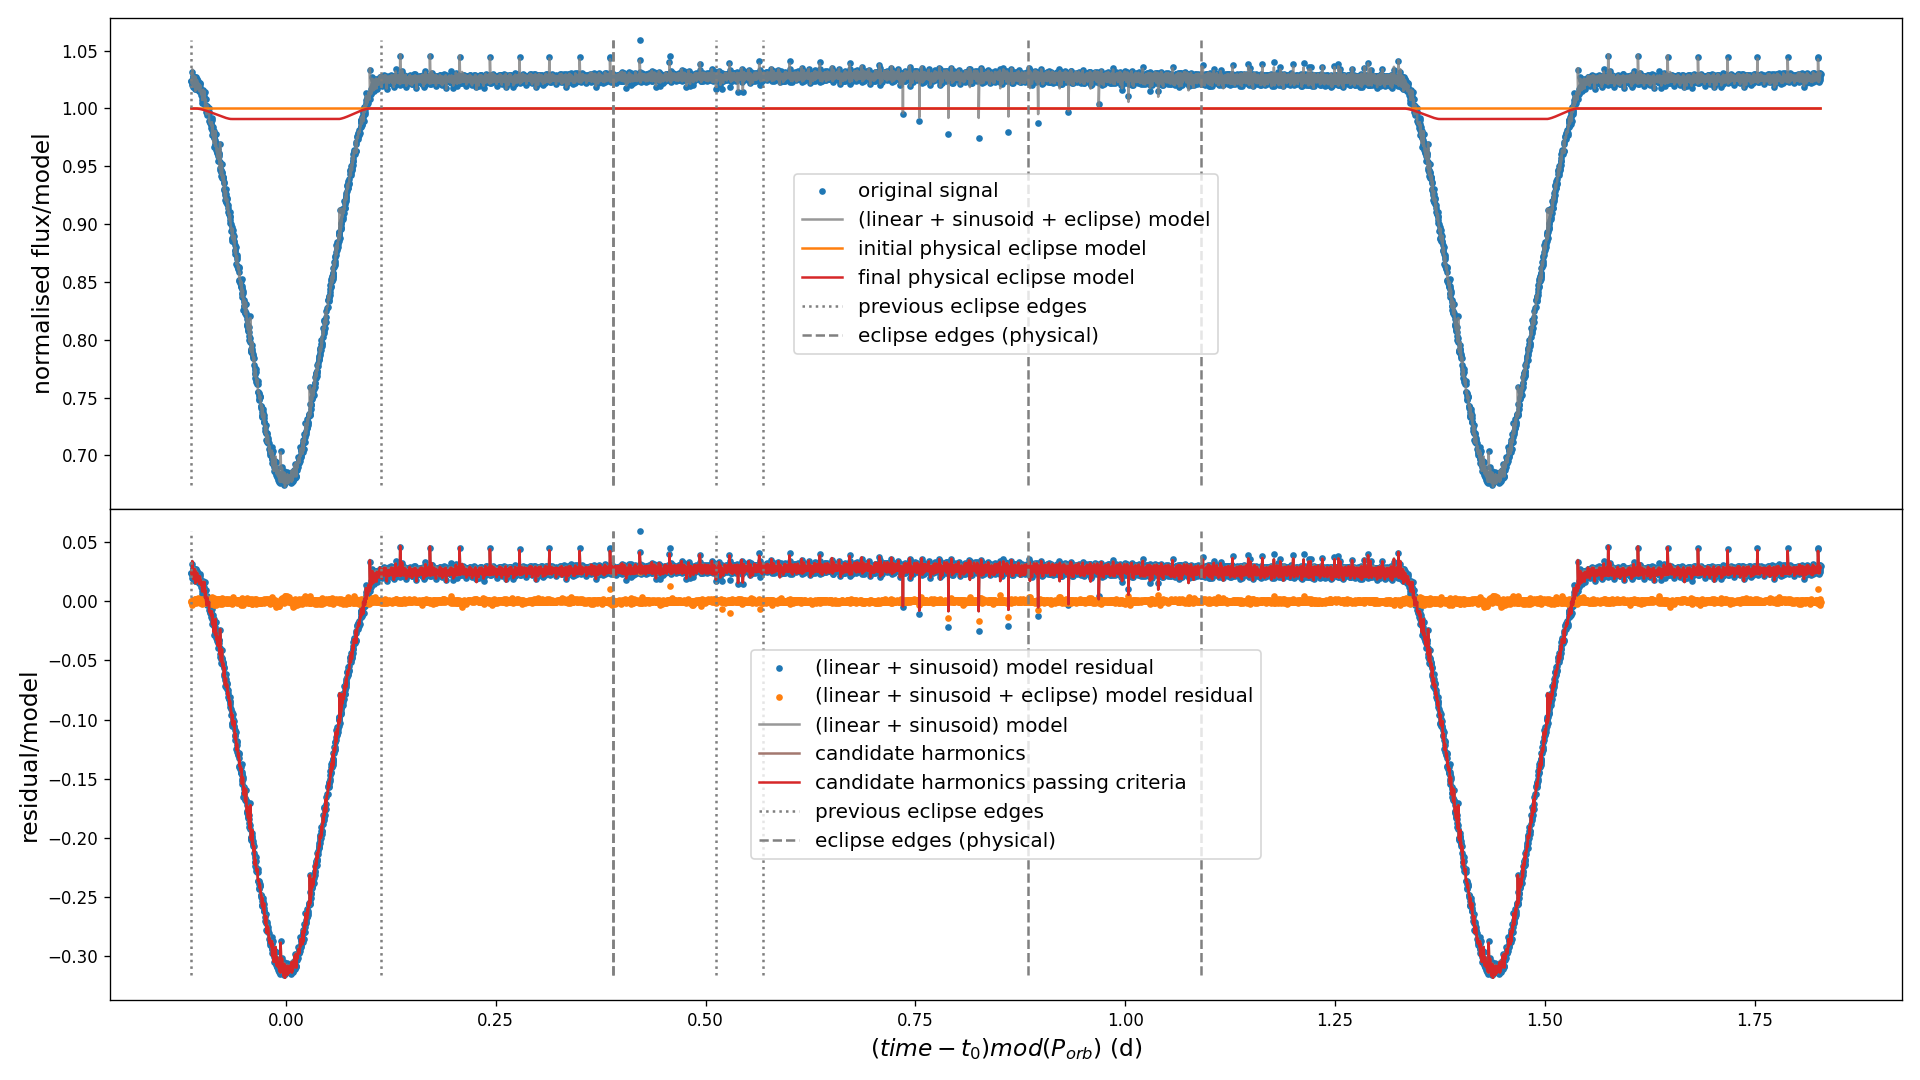 1.05
1.00
0.95
0.90
0.85
0.80
0.75
0.70
normalised flux/model
original signal
(linear + sinusoid + eclipse) model
initial physical eclipse model
final physical eclipse model
previous eclipse edges
eclipse edges (physical)
0.05
0.00
−0.05
−0.10
−0.15
−0.20
−0.25
−0.30
residual/model
(linear + sinusoid) model residual
(linear + sinusoid + eclipse) model residual
(linear + sinusoid) model
candidate harmonics
candidate harmonics passing criteria
previous eclipse edges
eclipse edges (physical)
0.00 0.25 0.50 0.75 1.00 1.25 1.50 1.75
(time − t₀)mod(Pₒᵣb) (d)